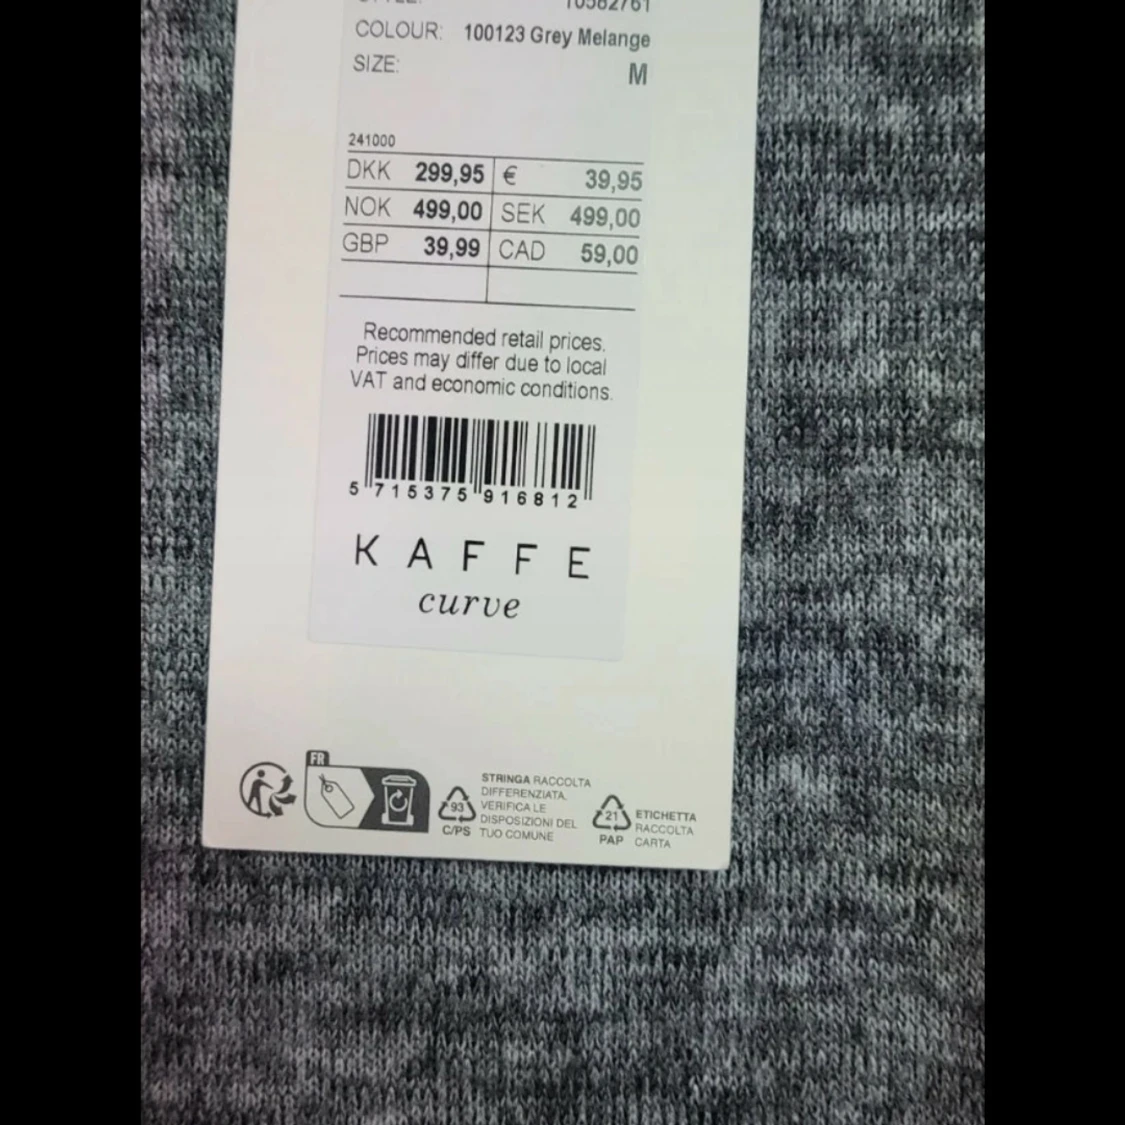 STYLE: 10582761
COLOUR: 100123 Grey Melange
SIZE: M
241000
DKK 299,95 € 39,95
NOK 499,00 SEK 499,00
GBP 39,99 CAD 59,00
Recommended retail prices.
Prices may differ due to local
VAT and economic conditions.
5 715375 916812
KAFFE
curve
FR
93
C/PS
STRINGA RACCOLTA
DIFFERENZIATA.
VERIFICA LE
DISPOSIZIONI DEL
TUO COMUNE
21
PAP
ETICHETTA
RACCOLTA
CARTA